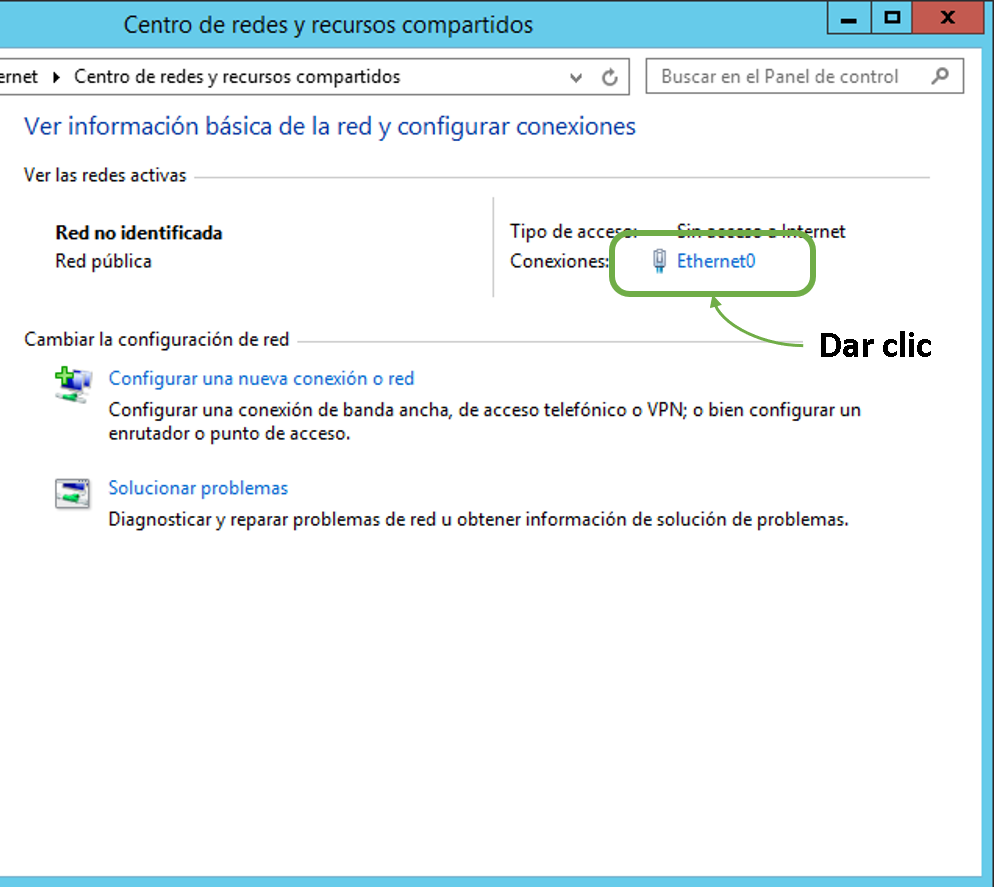 Centro de redes y recursos compartidos
ernet Centro de redes y recursos compartidos
Buscar en el Panel de control
Ver información básica de la red y configurar conexiones
Ver las redes activas
Red no identificada
Red pública
Tipo de acceso: Sin acceso a Internet
Conexiones: Ethernet0
Dar clic
Cambiar la configuración de red
Configurar una nueva conexión o red
Configurar una conexión de banda ancha, de acceso telefónico o VPN; o bien configurar un
enrutador o punto de acceso.
Solucionar problemas
Diagnosticar y reparar problemas de red u obtener información de solución de problemas.